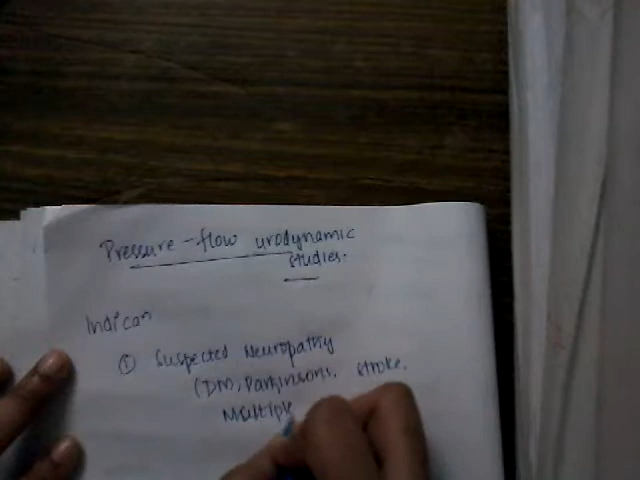 Pressure - flow urodynamic
studies.
Indican
① Suspected Neuropathy
(DM, Parkinsons, stroke,
Multiple